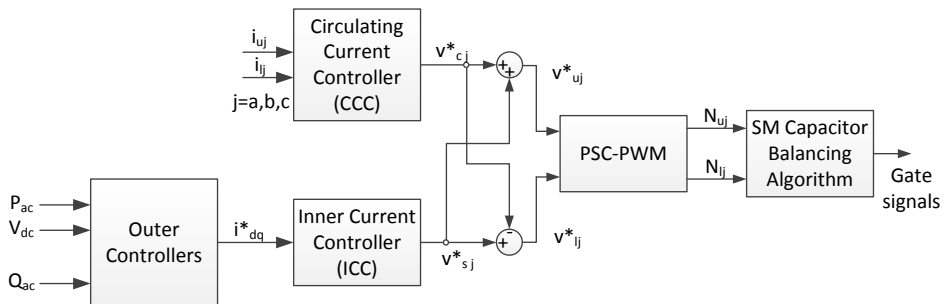 i_uj
i_lj
j=a,b,c
Circulating
Current
Controller
(CCC)
v*_cj
+
+
v*_uj
PSC-PWM
N_uj
N_lj
SM Capacitor
Balancing
Algorithm
Gate
signals
P_ac
V_dc
Q_ac
Outer
Controllers
i*_dq
Inner Current
Controller
(ICC)
v*_sj
+
-
v*_lj